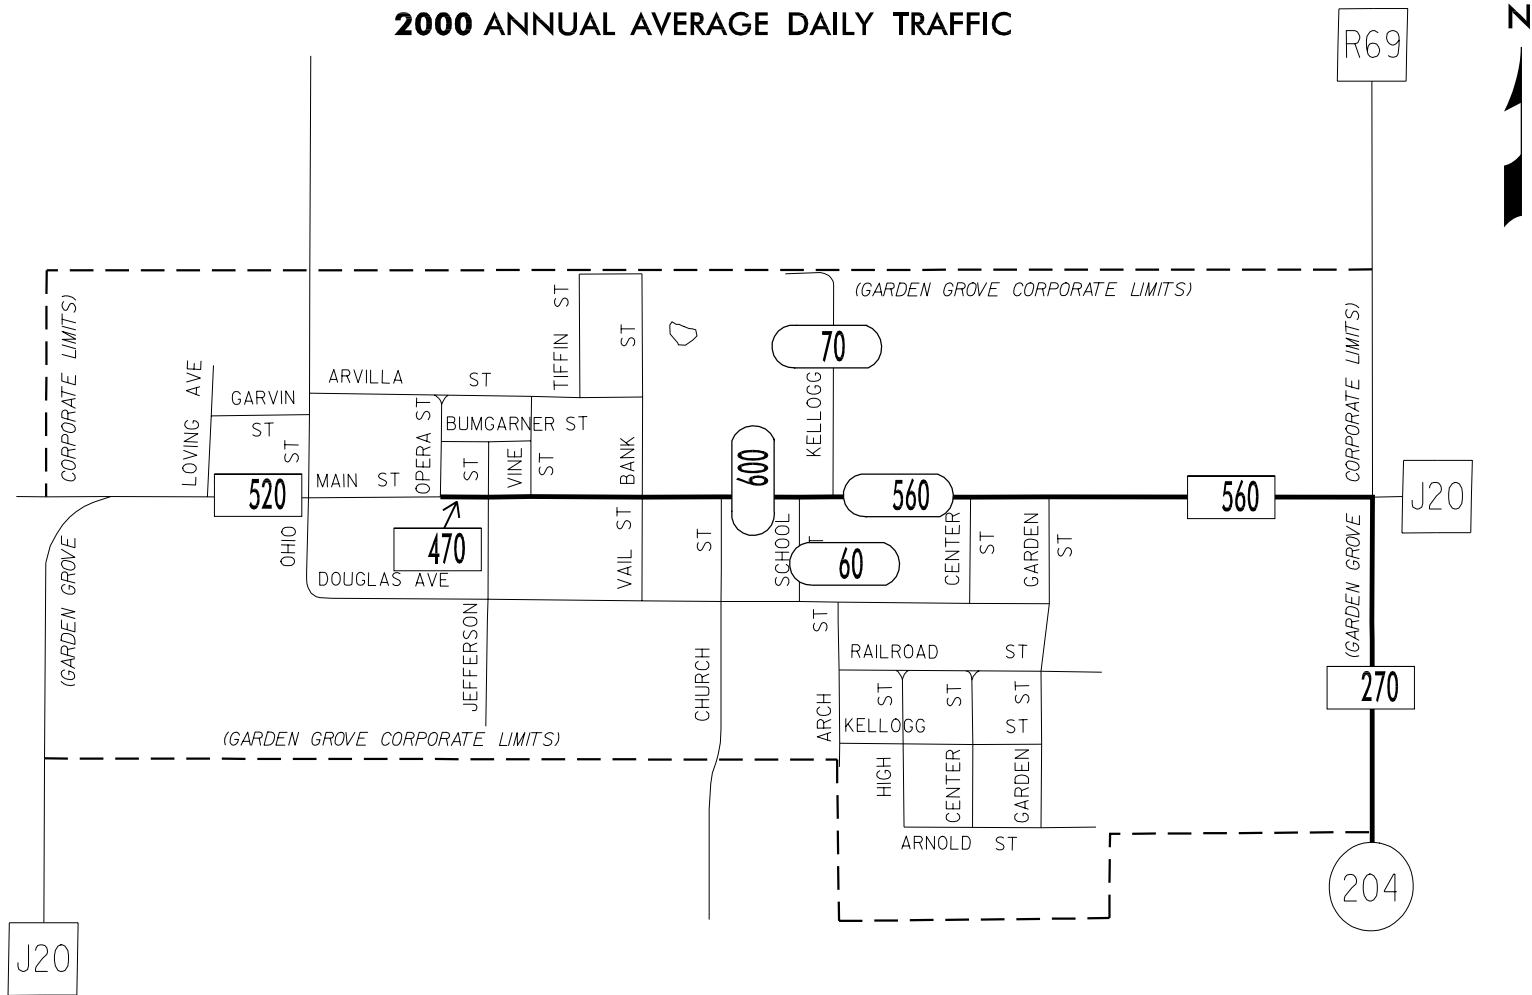 2000 ANNUAL AVERAGE DAILY TRAFFIC
N
R69
(GARDEN GROVE CORPORATE LIMITS)
CORPORATE LIMITS)
CORPORATE LIMITS)
TIFFIN ST
ST
70
LOVING AVE
GARVIN
ST
ARVILLA ST
KELLOGG
OPERA ST
BUMGARNER ST
ST
ST
VINE
ST
BANK
600
MAIN ST
520
560
560
J20
470
OHIO
VAIL ST
ST
SCHOOL
60
CENTER
ST
GARDEN
ST
DOUGLAS AVE
(GARDEN GROVE
(GARDEN GROVE
JEFFERSON
ST
CHURCH
RAILROAD ST
270
ARCH
ST
ST
ST
KELLOGG ST
(GARDEN GROVE CORPORATE LIMITS)
HIGH
CENTER
GARDEN
ARNOLD ST
204
J20